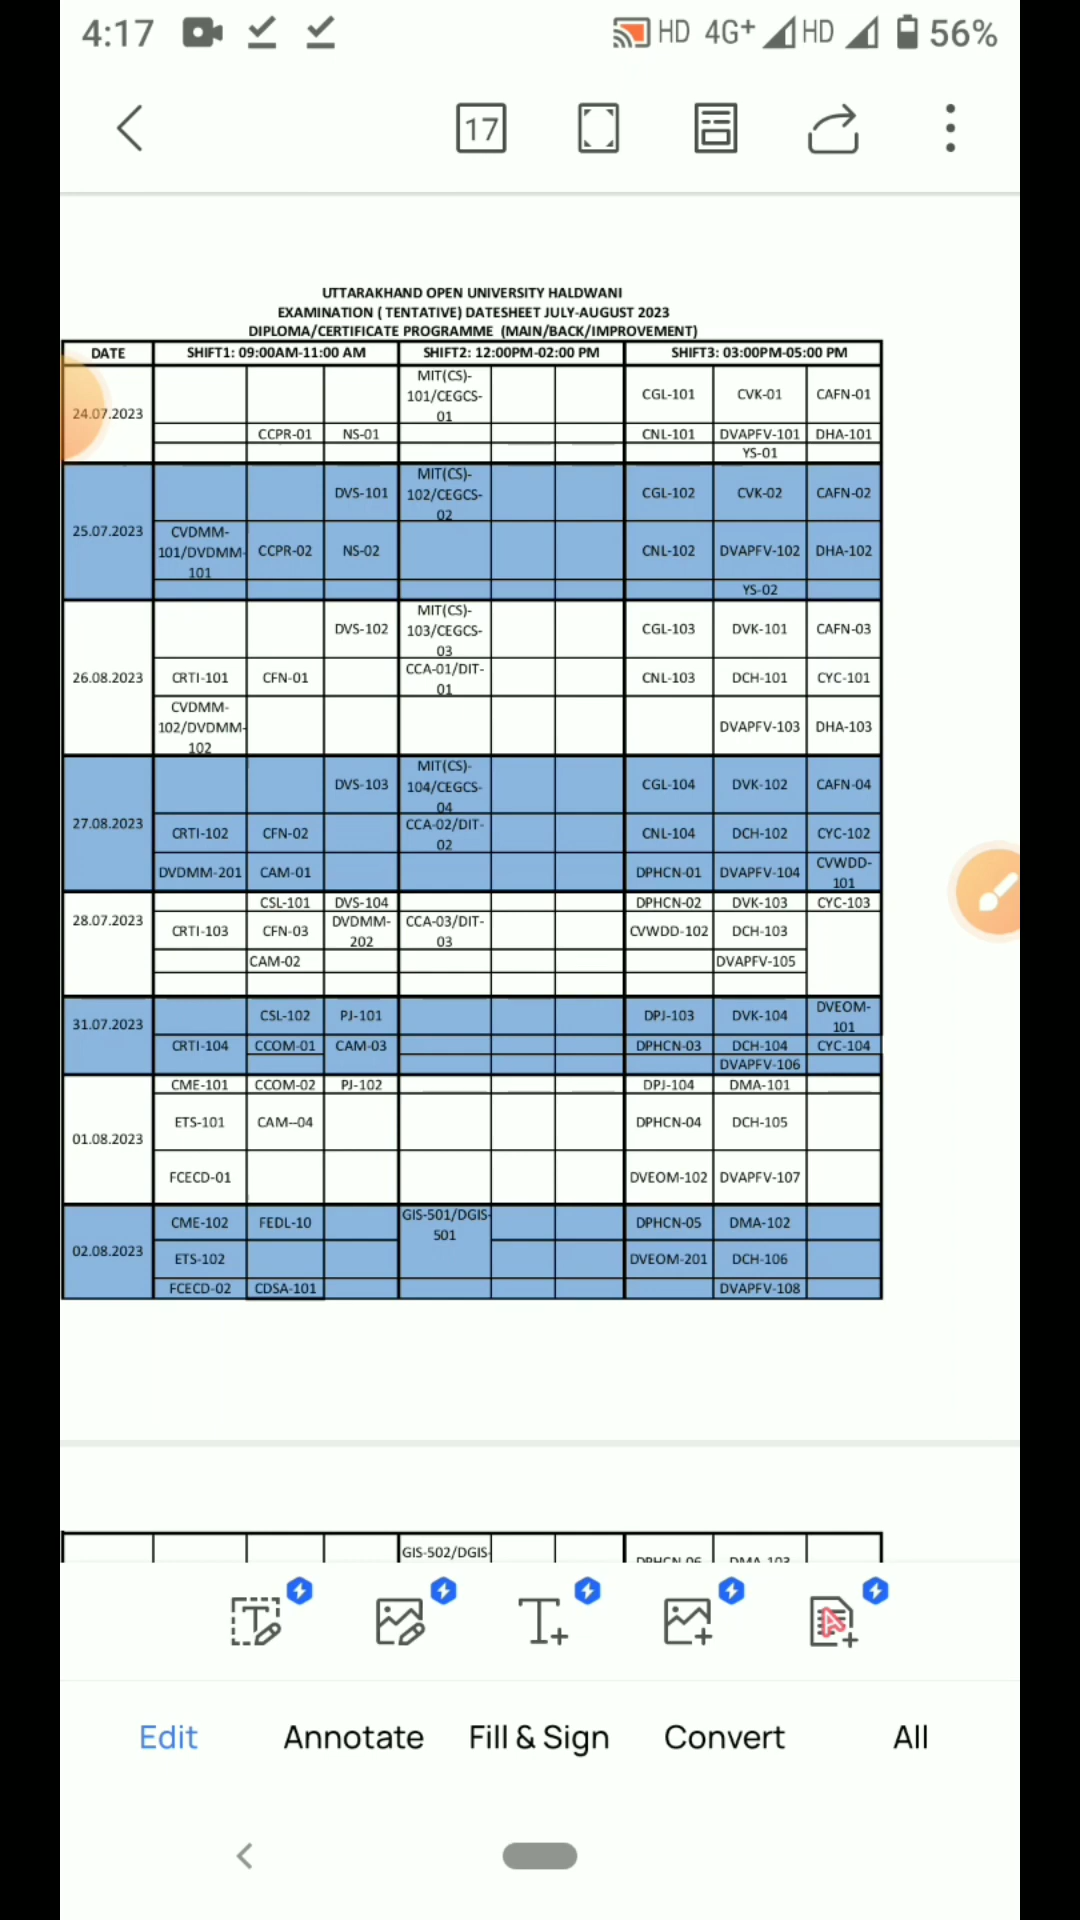 4:17 HD 4G+ HD 56%
17
UTTARAKHAND OPEN UNIVERSITY HALDWANI
EXAMINATION ( TENTATIVE) DATESHEET JULY-AUGUST 2023
DIPLOMA/CERTIFICATE PROGRAMME (MAIN/BACK/IMPROVEMENT)
DATE SHIFT1: 09:00AM-11:00 AM SHIFT2: 12:00PM-02:00 PM SHIFT3: 03:00PM-05:00 PM
24.07.2023
MIT(CS)-
101/CEGCS-
01
CGL-101 CVK-01 CAFN-01
CCPR-01 NS-01 CNL-101 DVAPFV-101 DHA-101
YS-01
25.07.2023
DVS-101
MIT(CS)-
102/CEGCS-
02
CGL-102 CVK-02 CAFN-02
CVDMM-
101/DVDMM-
101
CCPR-02 NS-02 CNL-102 DVAPFV-102 DHA-102
YS-02
26.08.2023
DVS-102
MIT(CS)-
103/CEGCS-
03
CGL-103 DVK-101 CAFN-03
CRTI-101 CFN-01
CCA-01/DIT-
01
CNL-103 DCH-101 CYC-101
CVDMM-
102/DVDMM-
102
DVAPFV-103 DHA-103
27.08.2023
DVS-103
MIT(CS)-
104/CEGCS-
04
CGL-104 DVK-102 CAFN-04
CRTI-102 CFN-02
CCA-02/DIT-
02
CNL-104 DCH-102 CYC-102
DVDMM-201 CAM-01 DPHCN-01 DVAPFV-104
CVWDD-
101
28.07.2023
CSL-101 DVS-104 DPHCN-02 DVK-103 CYC-103
CRTI-103 CFN-03
DVDMM-
202
CCA-03/DIT-
03
CVWDD-102 DCH-103
CAM-02 DVAPFV-105
31.07.2023
CSL-102 PJ-101 DPJ-103 DVK-104
DVEOM-
101
CRTI-104 CCOM-01 CAM-03 DPHCN-03 DCH-104 CYC-104
DVAPFV-106
01.08.2023
CME-101 CCOM-02 PJ-102 DPJ-104 DMA-101
ETS-101 CAM--04 DPHCN-04 DCH-105
FCECD-01 DVEOM-102 DVAPFV-107
02.08.2023
CME-102 FEDL-10
GIS-501/DGIS-
501
DPHCN-05 DMA-102
ETS-102 DVEOM-201 DCH-106
FCECD-02 CDSA-101 DVAPFV-108
GIS-502/DGIS-
DPHCN-06 DMA-103
Edit Annotate Fill & Sign Convert All